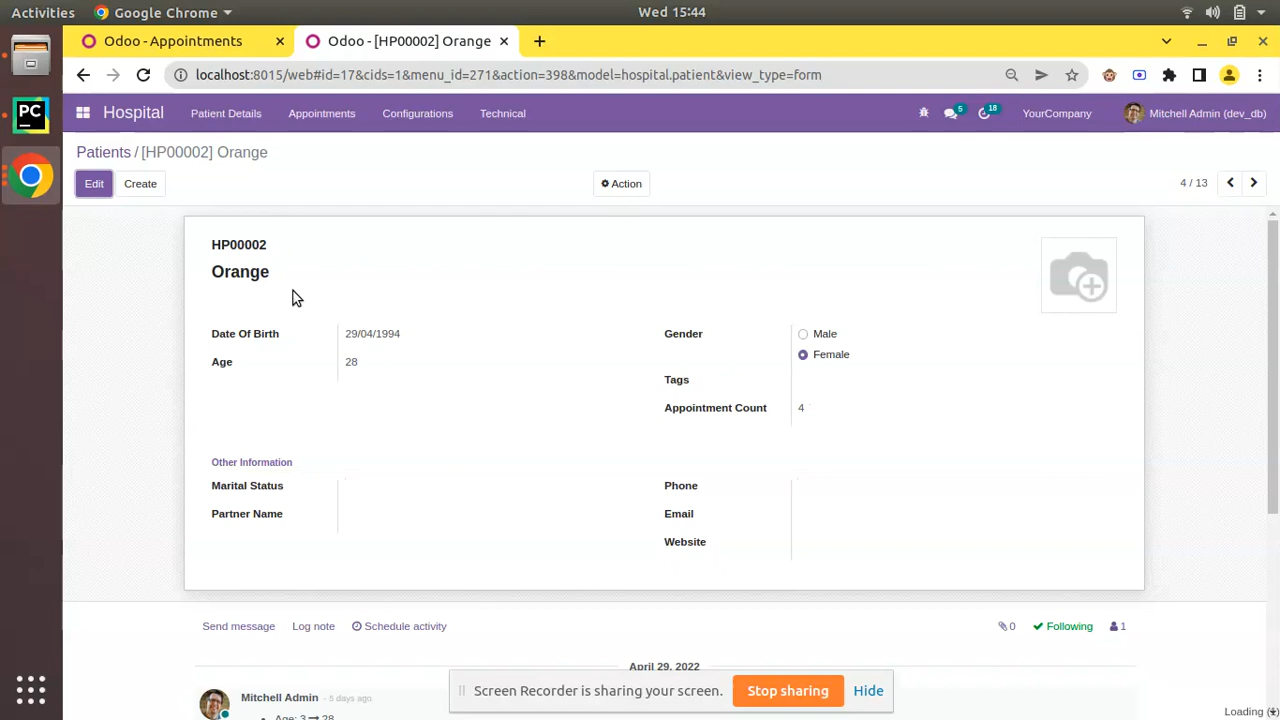 Activities Google Chrome Wed 15:44
Odoo - Appointments Odoo - [HP00002] Orange
localhost:8015/web#id=17&cids=1&menu_id=271&action=398&model=hospital.patient&view_type=form
PC
Hospital Patient Details Appointments Configurations Technical 5 18 YourCompany Mitchell Admin (dev_db)
Patients / [HP00002] Orange
Edit Create Action 4 / 13
HP00002
Orange
Date Of Birth 29/04/1994 Gender Male
Female
Age 28
Tags
Appointment Count 4
Other Information
Marital Status Phone
Partner Name Email
Website
Send message Log note Schedule activity 0 Following 1
April 29, 2022
Screen Recorder is sharing your screen. Stop sharing Hide
Mitchell Admin - 5 days ago
Age: 3 → 28
Loading